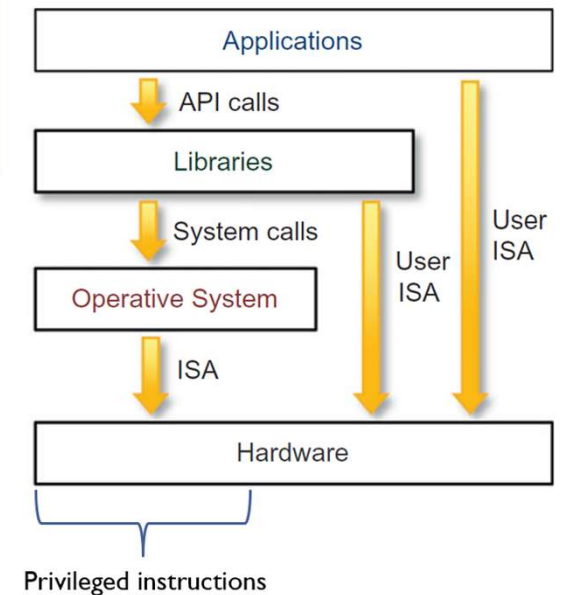 Applications
API calls
Libraries
System calls
User
ISA
User
ISA
Operative System
ISA
Hardware
Privileged instructions